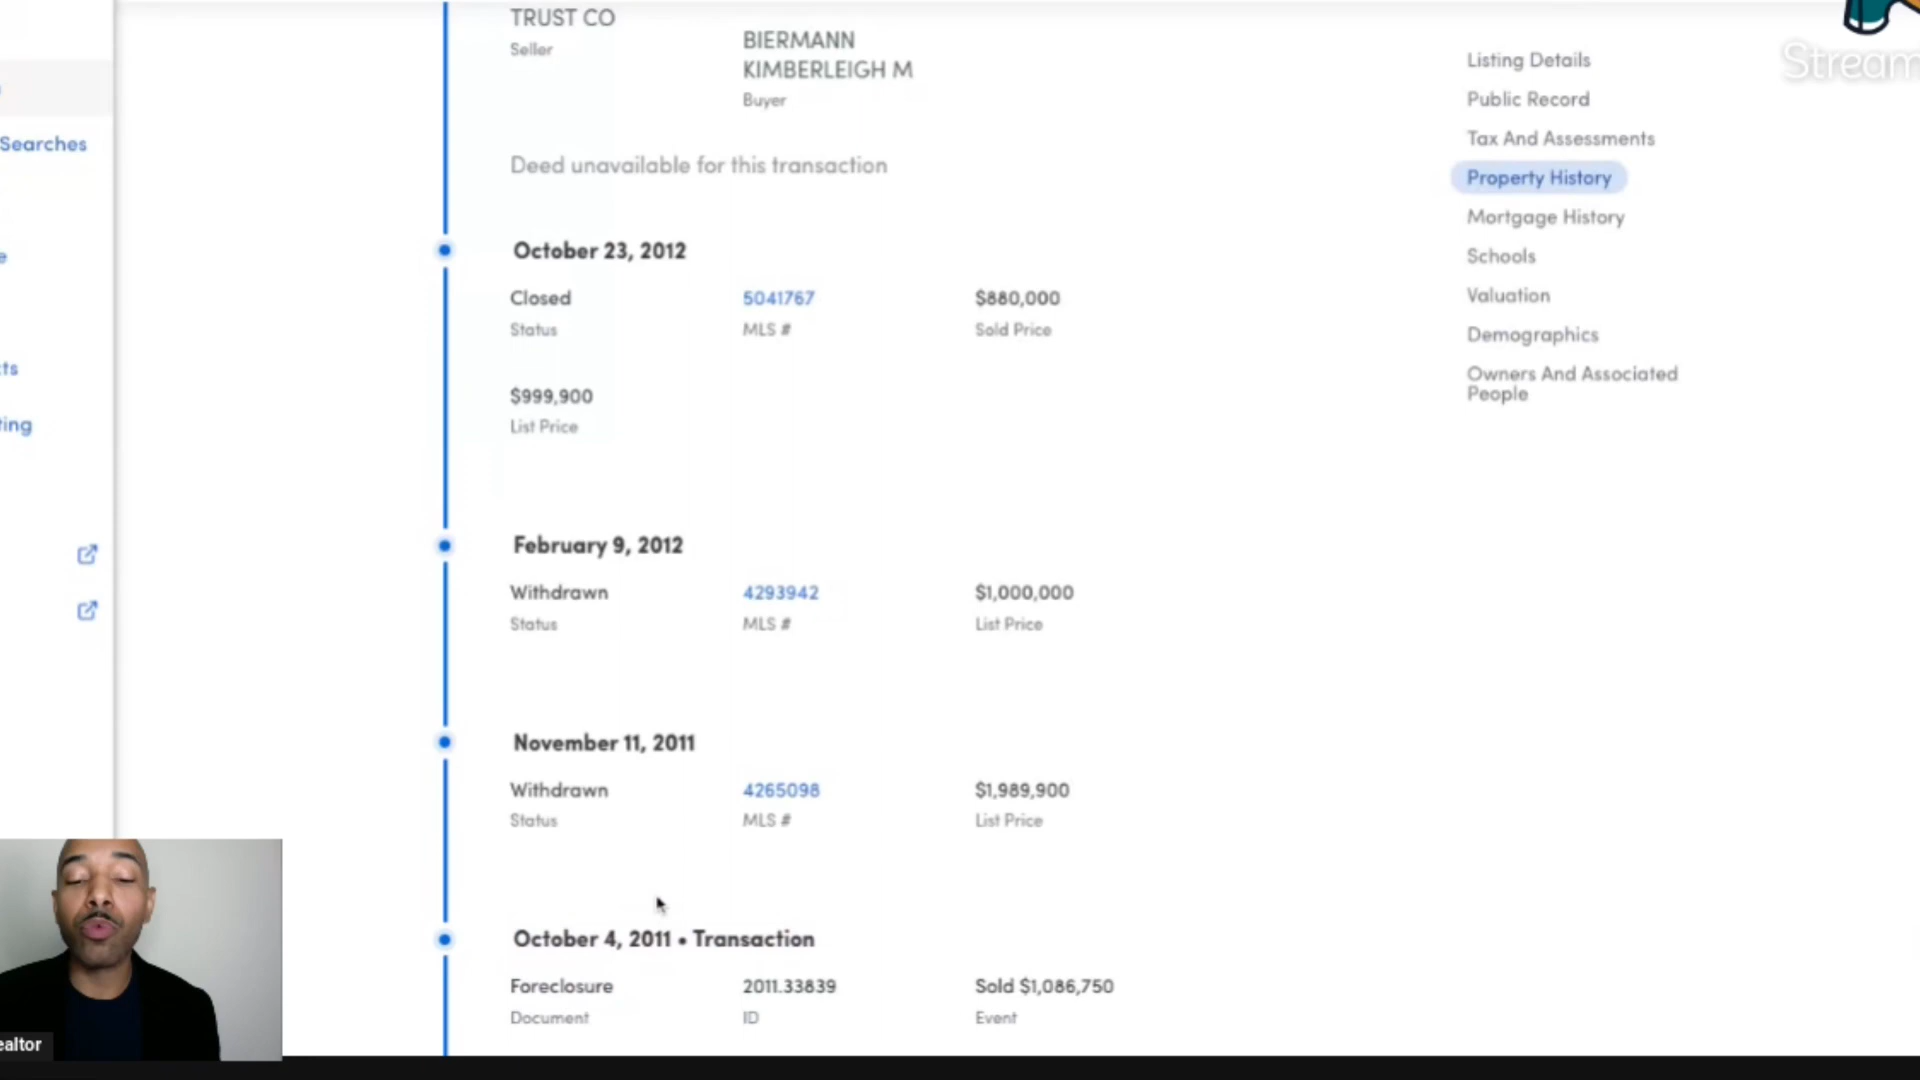 TRUST CO
Seller
BIERMANN
KIMBERLEIGH M
Buyer
Deed unavailable for this transaction
October 23, 2012
Closed
Status
5041767
MLS #
$880,000
Sold Price
$999,900
List Price
February 9, 2012
Withdrawn
Status
4293942
MLS #
$1,000,000
List Price
November 11, 2011
Withdrawn
Status
4265098
MLS #
$1,989,900
List Price
October 4, 2011 • Transaction
Foreclosure
Document
2011.33839
ID
Sold $1,086,750
Event
Searches
e
ts
ting
Listing Details
Public Record
Tax And Assessments
Property History
Mortgage History
Schools
Valuation
Demographics
Owners And Associated
People
Stream
ealtor